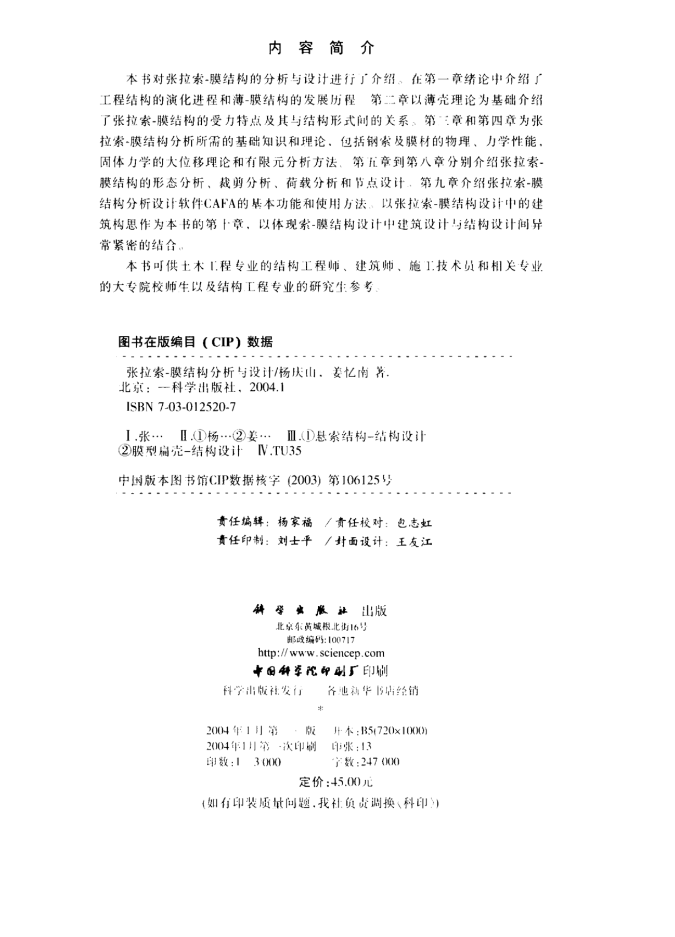 内 容 简 介
本书对张拉索-膜结构的分析与设计进行了介绍。在第一章绪论中介绍了
工程结构的演化进程和薄-膜结构的发展历程 第二章以薄壳理论为基础介绍
了张拉索-膜结构的受力特点及其与结构形式间的关系。第三章和第四章为张
拉索-膜结构分析所需的基础知识和理论，包括钢索及膜材的物理、力学性能，
固体力学的大位移理论和有限元分析方法。第五章到第八章分别介绍张拉索-
膜结构的形态分析、裁剪分析、荷载分析和节点设计。第九章介绍张拉索-膜
结构分析设计软件CAFA的基本功能和使用方法。以张拉索-膜结构设计中的建
筑构思作为本书的第十章，以体现索-膜结构设计中建筑设计与结构设计间异
常紧密的结合。
本书可供土木工程专业的结构工程师、建筑师、施工技术员和相关专业
的大专院校师生以及结构工程专业的研究生参考
图书在版编目（CIP）数据
张拉索-膜结构分析与设计/杨庆山，姜忆南 著.
北京：科学出版社，2004.1
ISBN 7-03-012520-7
Ⅰ.张… Ⅱ.①杨…②姜… Ⅲ.①悬索结构-结构设计
②膜型扁壳-结构设计 Ⅳ.TU35
中国版本图书馆CIP数据核字 (2003) 第106125号
责任编辑：杨家福 / 责任校对：包志虹
责任印制：刘士平 / 封面设计：王友江
科学出版社 出版
北京东黄城根北街16号
邮政编码:100717
http://www.sciencep.com
中国科学院印刷厂印刷
科学出版社发行 各地新华书店经销
*
2004年1月第一版 开本:B5(720×1000)
2004年1月第一次印刷 印张:13
印数:1 3 000 字数:247 000
定价:45.00元
(如有印装质量问题,我社负责调换〈科印〉)